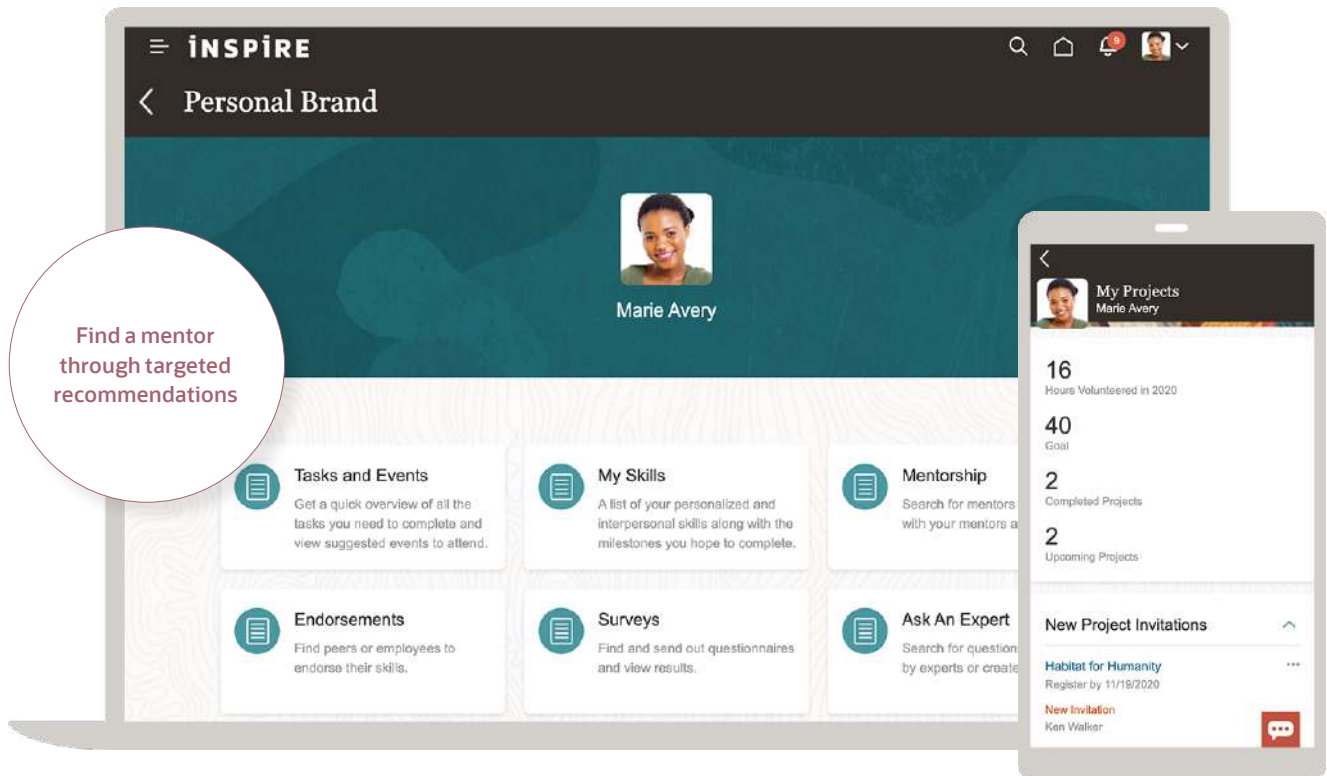 iNSPiRE
9
Personal Brand
Marie Avery
Find a mentor
through targeted
recommendations
Tasks and Events
Get a quick overview of all the
tasks you need to complete and
view suggested events to attend.
My Skills
A list of your personalized and
interpersonal skills along with the
milestones you hope to complete.
Mentorship
Search for mentors
with your mentors a
Endorsements
Find peers or employees to
endorse their skills.
Surveys
Find and send out questionnaires
and view results.
Ask An Expert
Search for question
by experts or create
My Projects
Marie Avery
16
Hours Volunteered in 2020
40
Goal
2
Completed Projects
2
Upcoming Projects
New Project Invitations
Habitat for Humanity
Register by 11/19/2020
New Invitation
Ken Walker